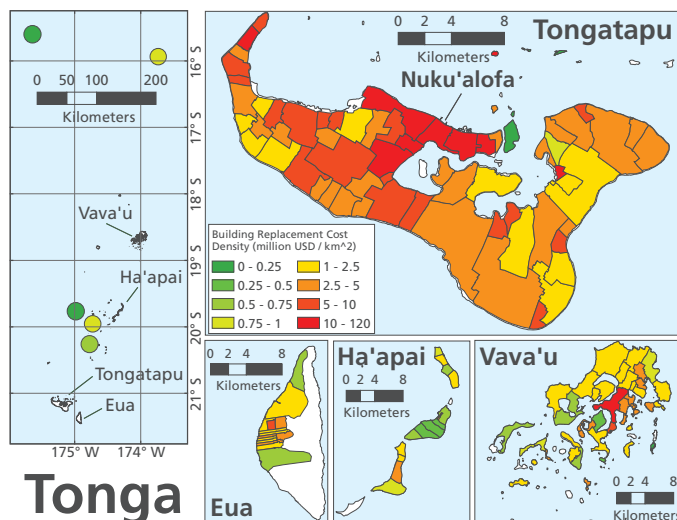 0 50 100 200
Kilometers
16°S
17°S
18°S
19°S
20°S
21°S
Vava'u
Ha'apai
Tongatapu
Eua
175°W 174°W
Tonga
0 2 4 8
Kilometers
Tongatapu
Nuku'alofa
Building Replacement Cost
Density (million USD / km^2)
0 - 0.25 1 - 2.5
0.25 - 0.5 2.5 - 5
0.5 - 0.75 5 - 10
0.75 - 1 10 - 120
0 2 4 8
Kilometers
Eua
Ha'apai
0 2 4 8
Kilometers
Vava'u
0 2 4 8
Kilometers